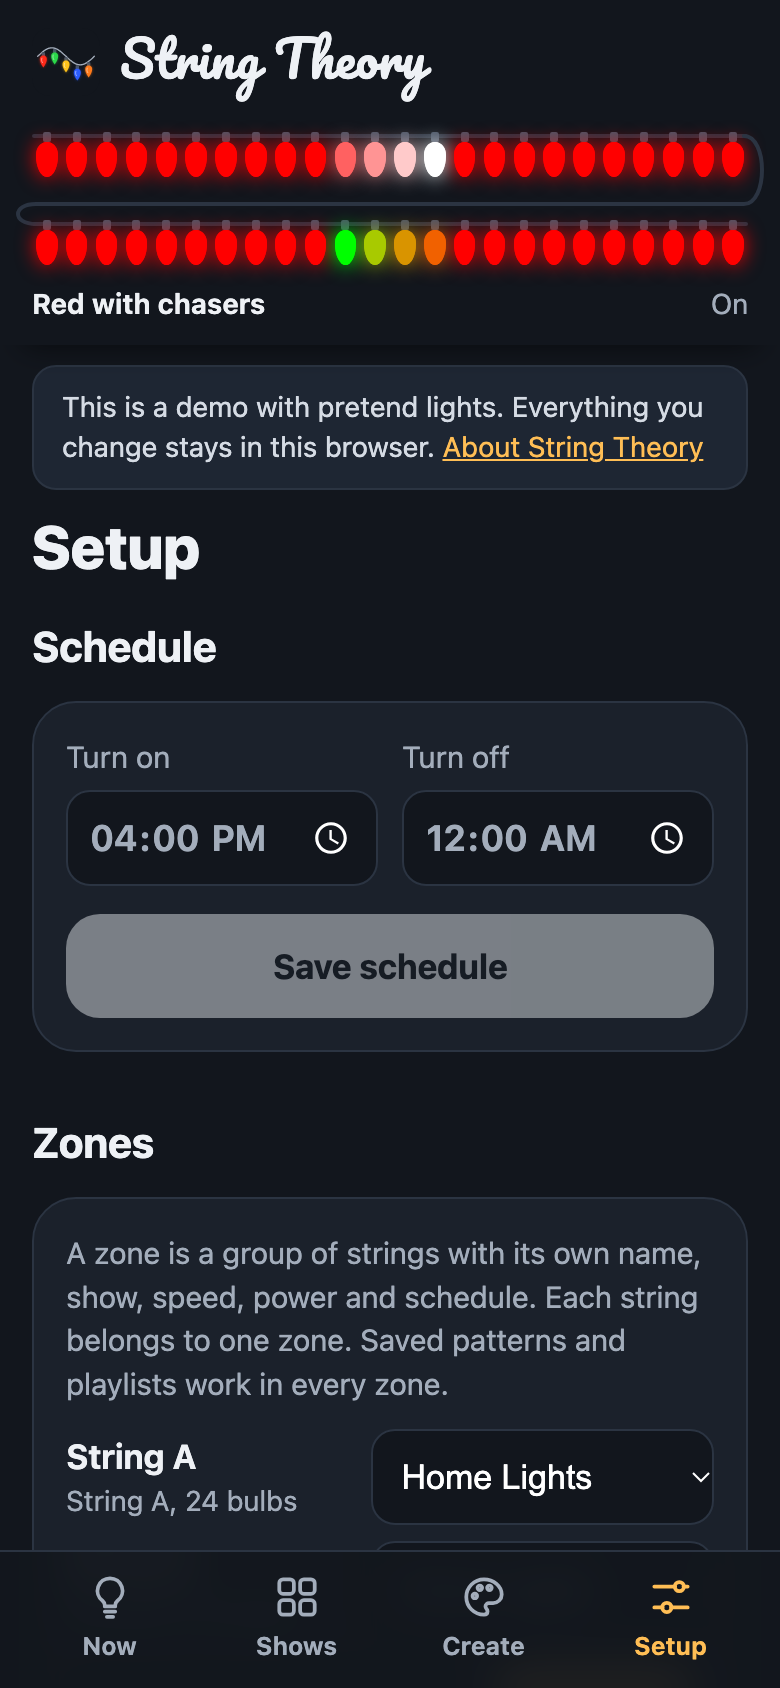 String Theory
Red with chasers
On
This is a demo with pretend lights. Everything you
change stays in this browser. About String Theory
Setup
Schedule
Turn on
Turn off
04:00 PM
12:00 AM
Save schedule
Zones
A zone is a group of strings with its own name,
show, speed, power and schedule. Each string
belongs to one zone. Saved patterns and
playlists work in every zone.
String A
String A, 24 bulbs
Home Lights
Now
Shows
Create
Setup